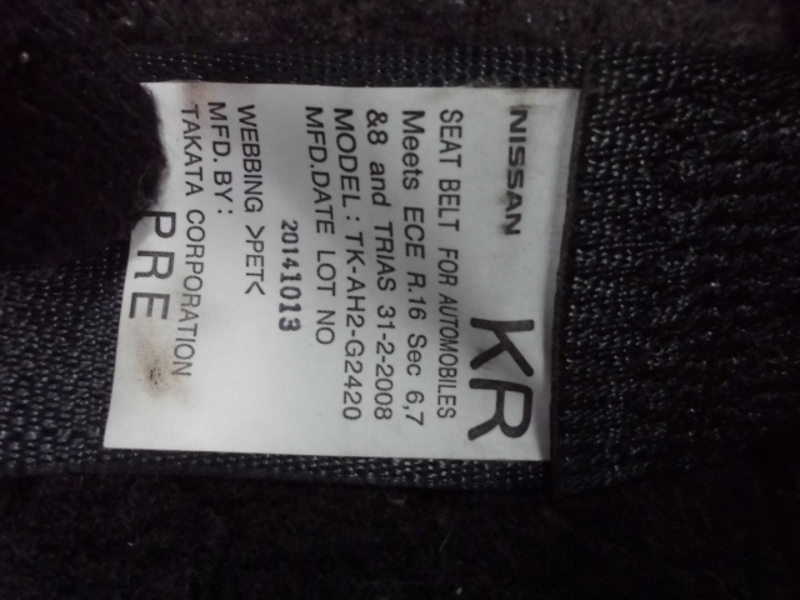 NISSAN
KR
SEAT BELT FOR AUTOMOBILES
Meets ECE R.16 Sec 6,7
&8 and TRIAS 31-2-2008
MODEL: TK-AH2-G2420
MFD.DATE LOT NO
20141013
WEBBING >PET<
MFD. BY:
TAKATA CORPORATION
PRE